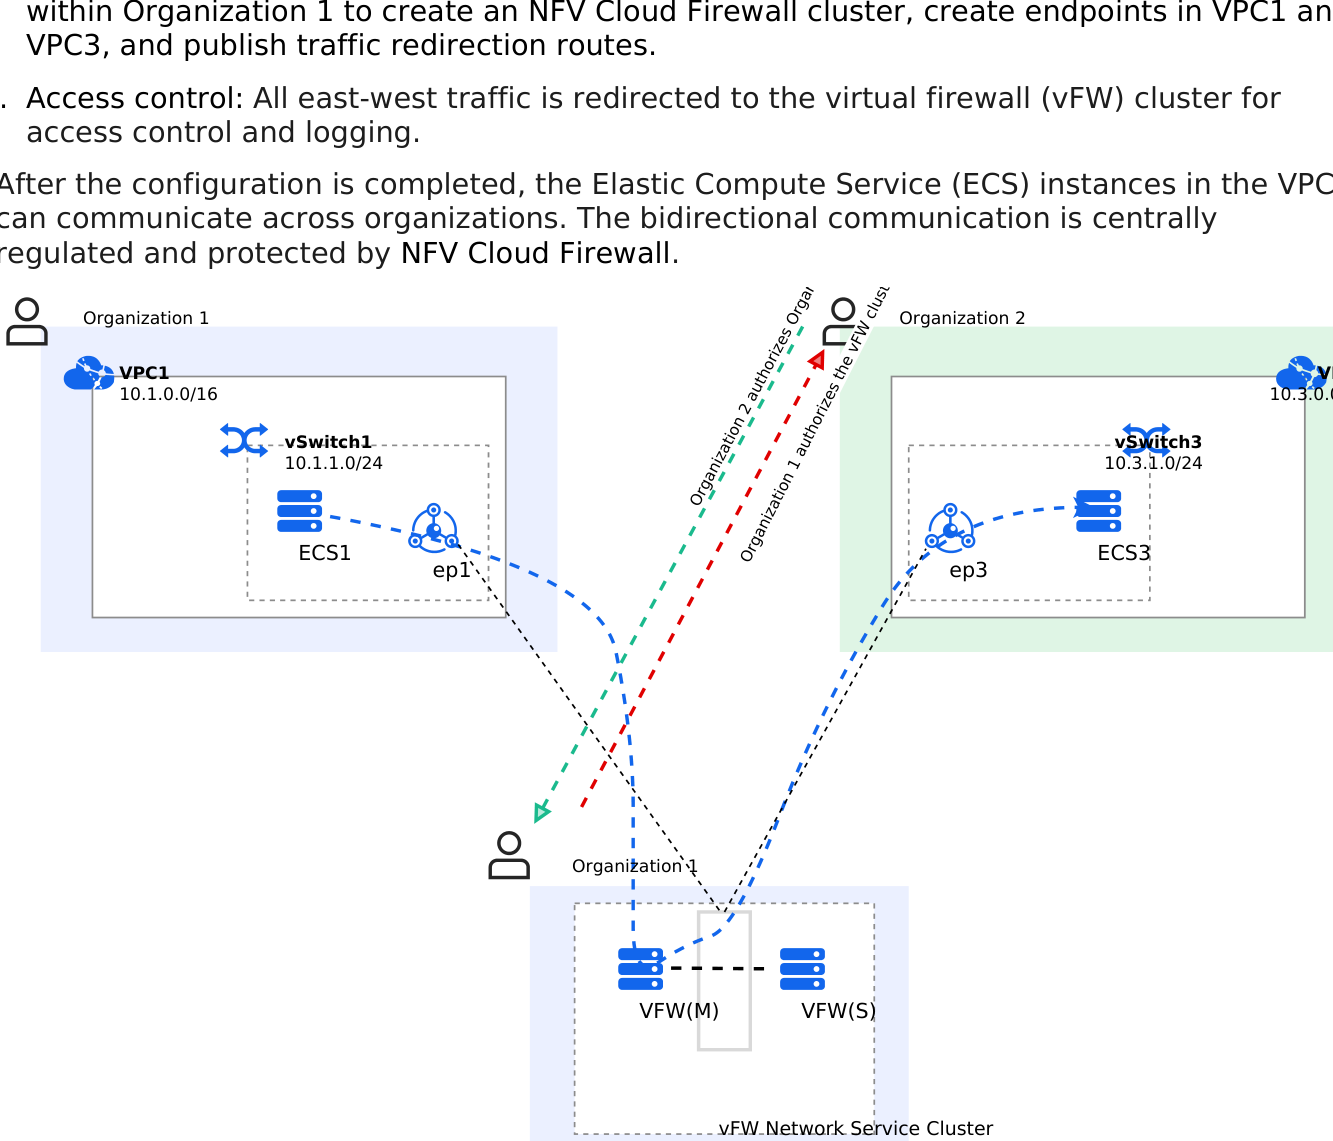 within Organization 1 to create an NFV Cloud Firewall cluster, create endpoints in VPC1 an
VPC3, and publish traffic redirection routes.
. Access control: All east-west traffic is redirected to the virtual firewall (vFW) cluster for
access control and logging.
After the configuration is completed, the Elastic Compute Service (ECS) instances in the VPC
can communicate across organizations. The bidirectional communication is centrally
regulated and protected by NFV Cloud Firewall.
Organization 1
VPC1
10.1.0.0/16
vSwitch1
10.1.1.0/24
ECS1
ep1
Organization 2 authorizes Organ
Organization 1 authorizes the vFW clust
Organization 2
10.3.0.0
vSwitch3
10.3.1.0/24
ep3
ECS3
Organization 1
VFW(M)
VFW(S)
vFW Network Service Cluster